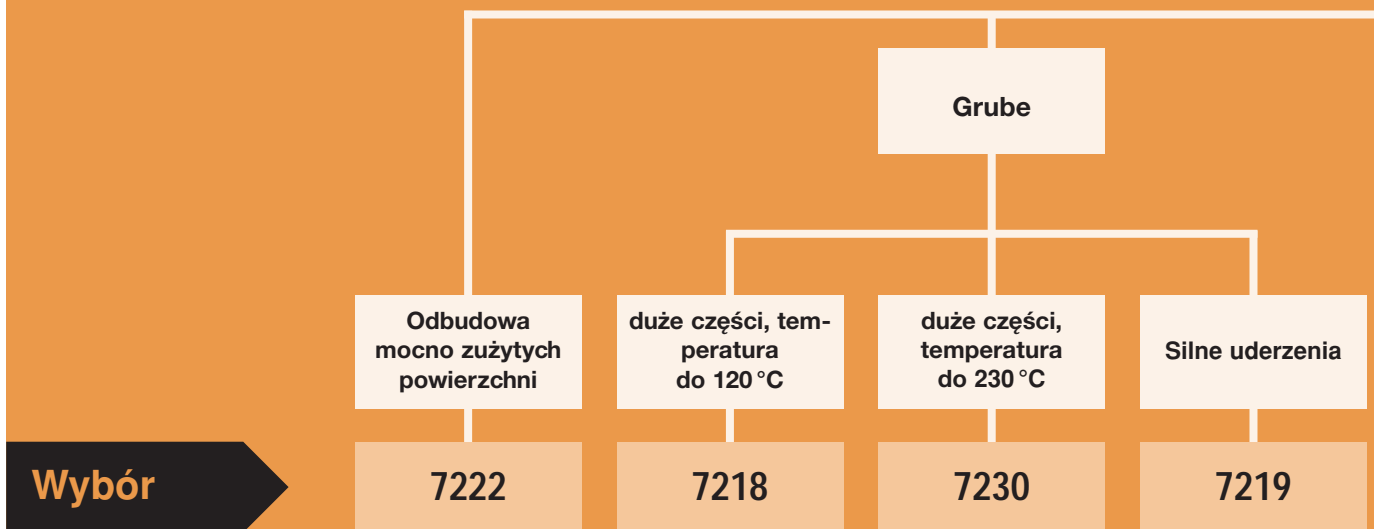 Grube
Odbudowa
mocno zużytych
powierzchni
duże części, tem-
peratura
do 120 °C
duże części,
temperatura
do 230 °C
Silne uderzenia
Wybór
7222
7218
7230
7219